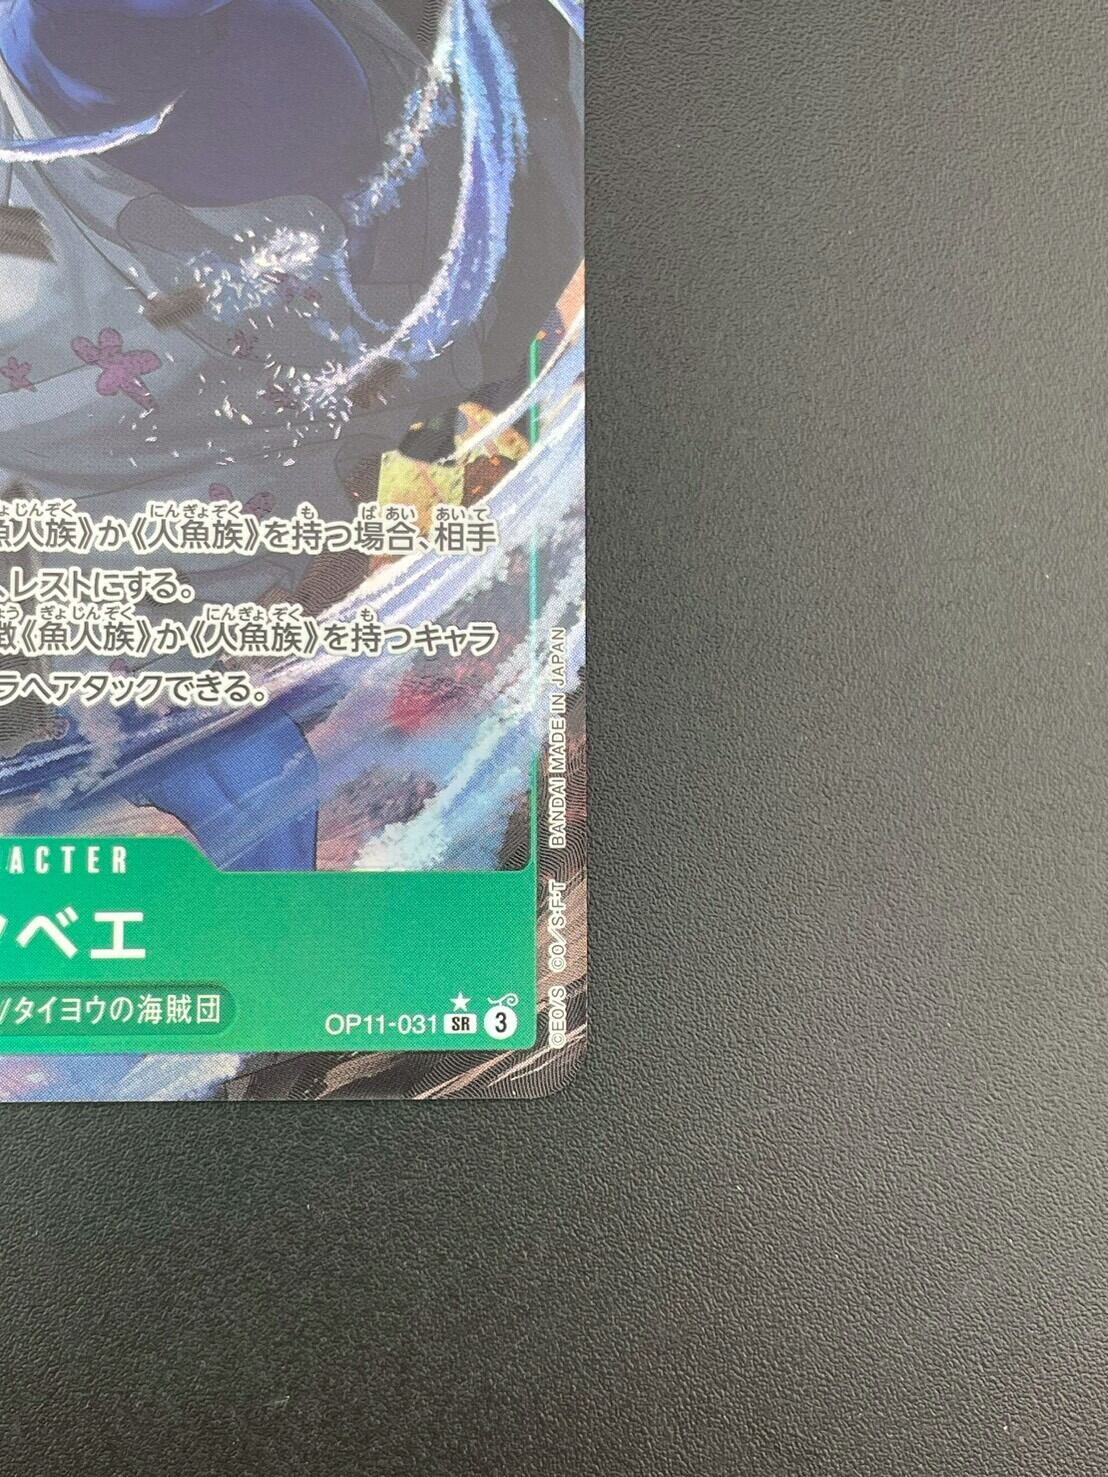 魚人族》か《人魚族》を持つ場合、相手
、レストにする。
徴《魚人族》か《人魚族》を持つキャラ
ラへアタックできる。
ACTER
ンベエ
/タイヨウの海賊団
OP11-031 SR 3
©EO/S ©O/S・F・T BANDAI MADE IN JAPAN